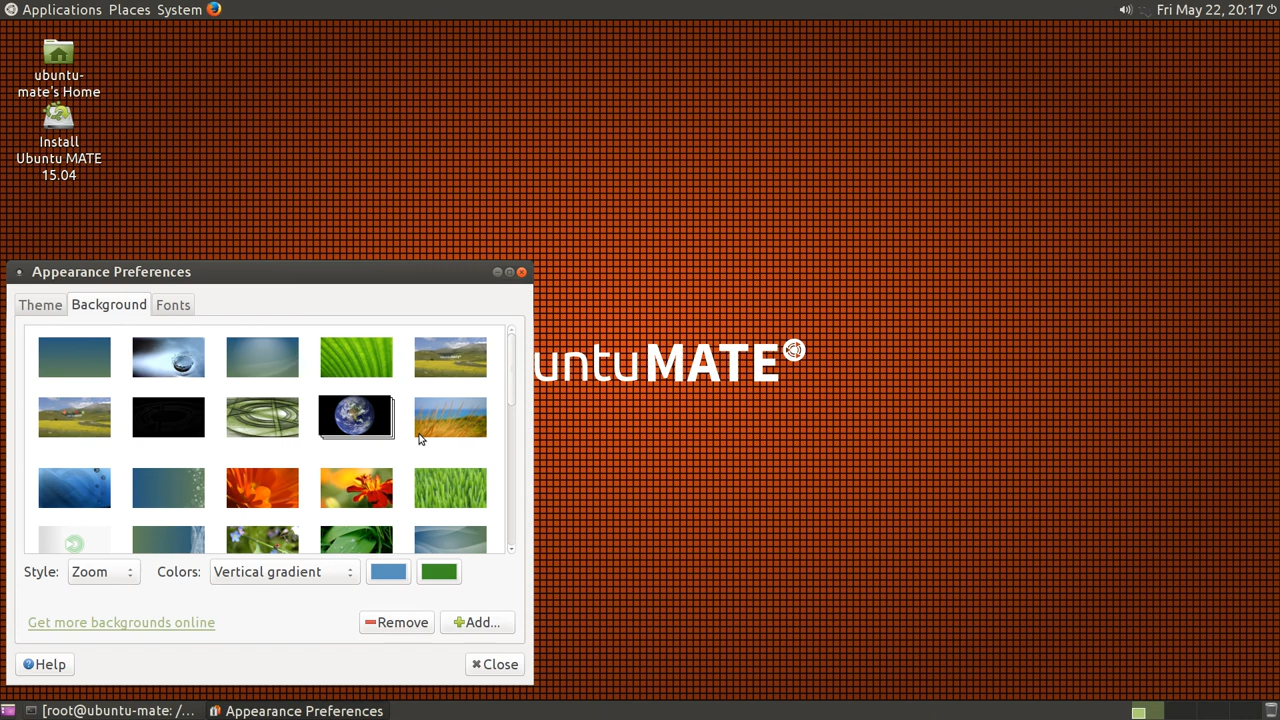 Applications Places System
Fri May 22, 20:17
ubuntu-
mate's Home
Install
Ubuntu MATE
15.04
untu MATE
Appearance Preferences
Theme Background Fonts
Style: Zoom Colors: Vertical gradient
Get more backgrounds online
Remove Add...
Help Close
[root@ubuntu-mate: /... Appearance Preferences